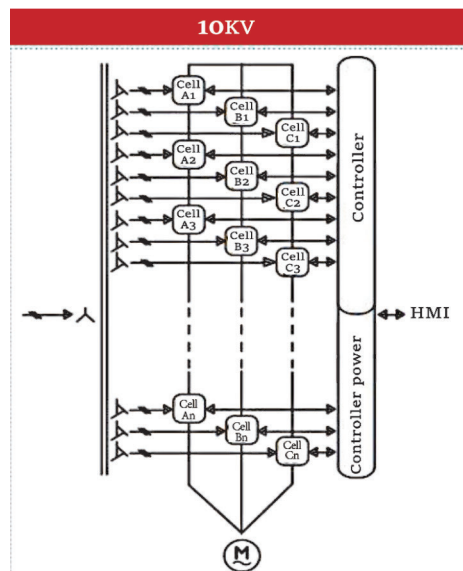 10KV
Cell
A1
Cell
B1
Cell
C1
Cell
A2
Cell
B2
Cell
C2
Cell
A3
Cell
B3
Cell
C3
Controller
HMI
Controller power
Cell
An
Cell
Bn
Cell
Cn
M